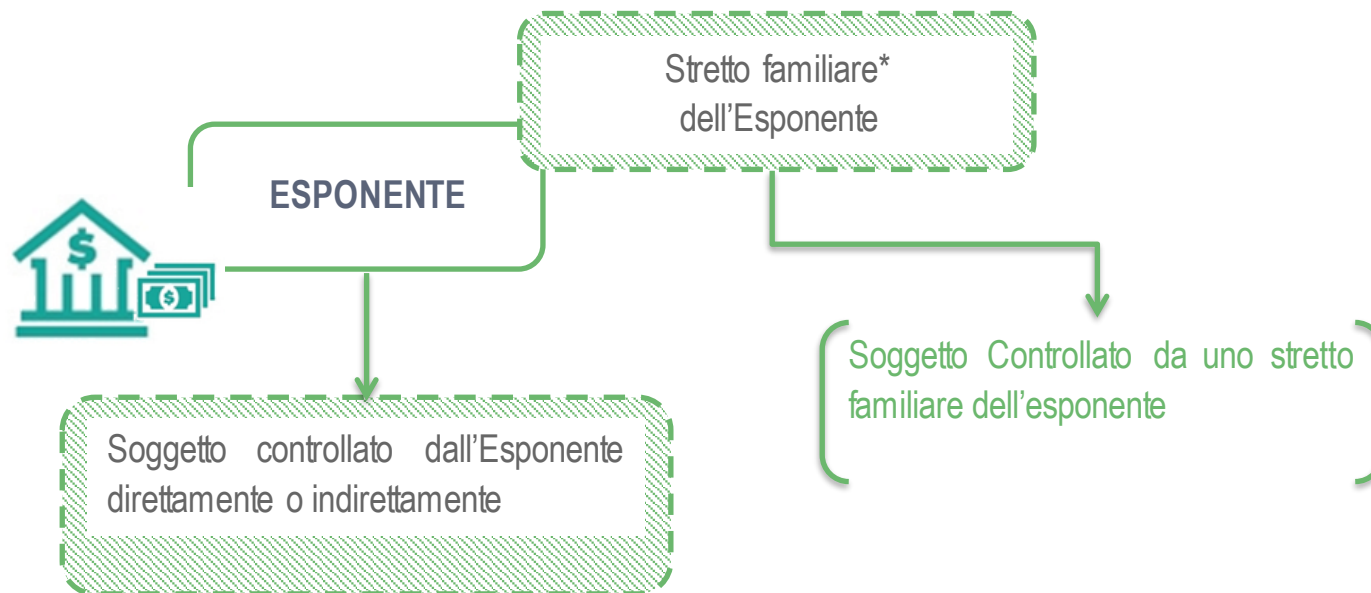 Stretto familiare*
dell’Esponente
ESPONENTE
$
$
Soggetto Controllato da uno stretto
familiare dell’esponente
Soggetto controllato dall’Esponente
direttamente o indirettamente